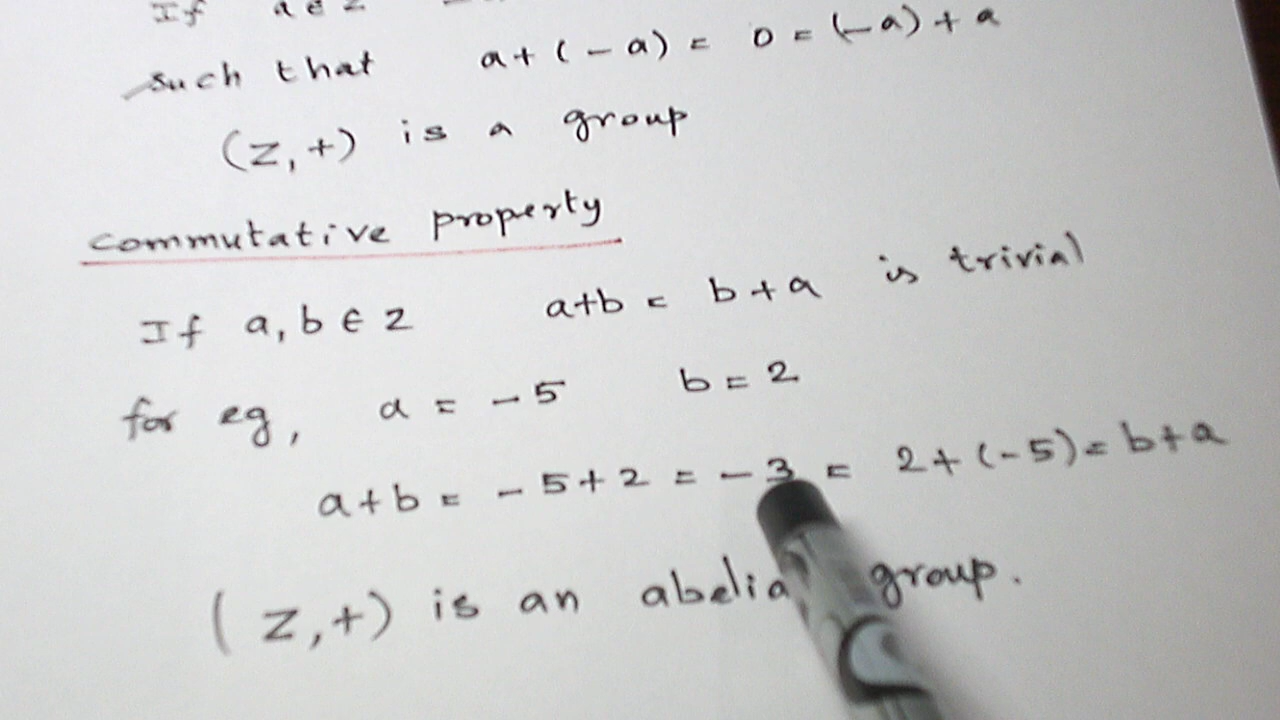 If a ∈ z
such that a + (-a) = 0 = (-a) + a
(z, +) is a group
commutative property
If a, b ∈ z a+b = b+a is trivial
for eg, a = -5 b = 2
a+b = -5+2 = -3 = 2+(-5) = b+a
(z, +) is an group.